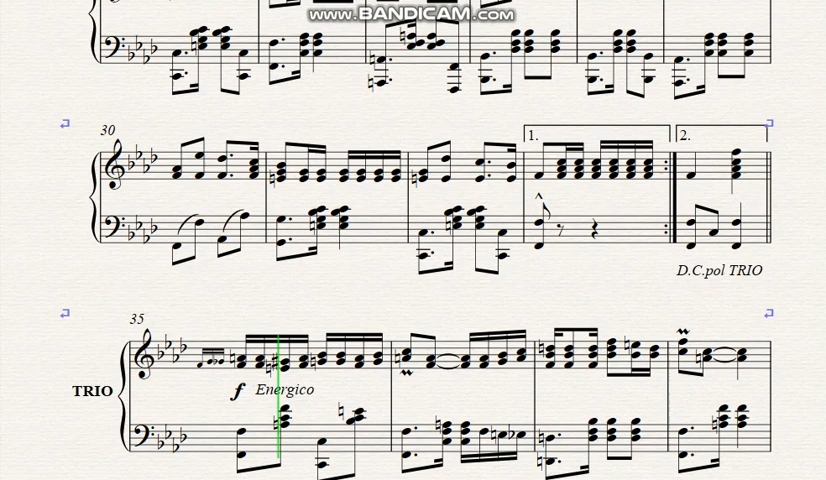 www.BANDICAM.com
30
1.
2.
D.C.pol TRIO
35
TRIO
f Energico